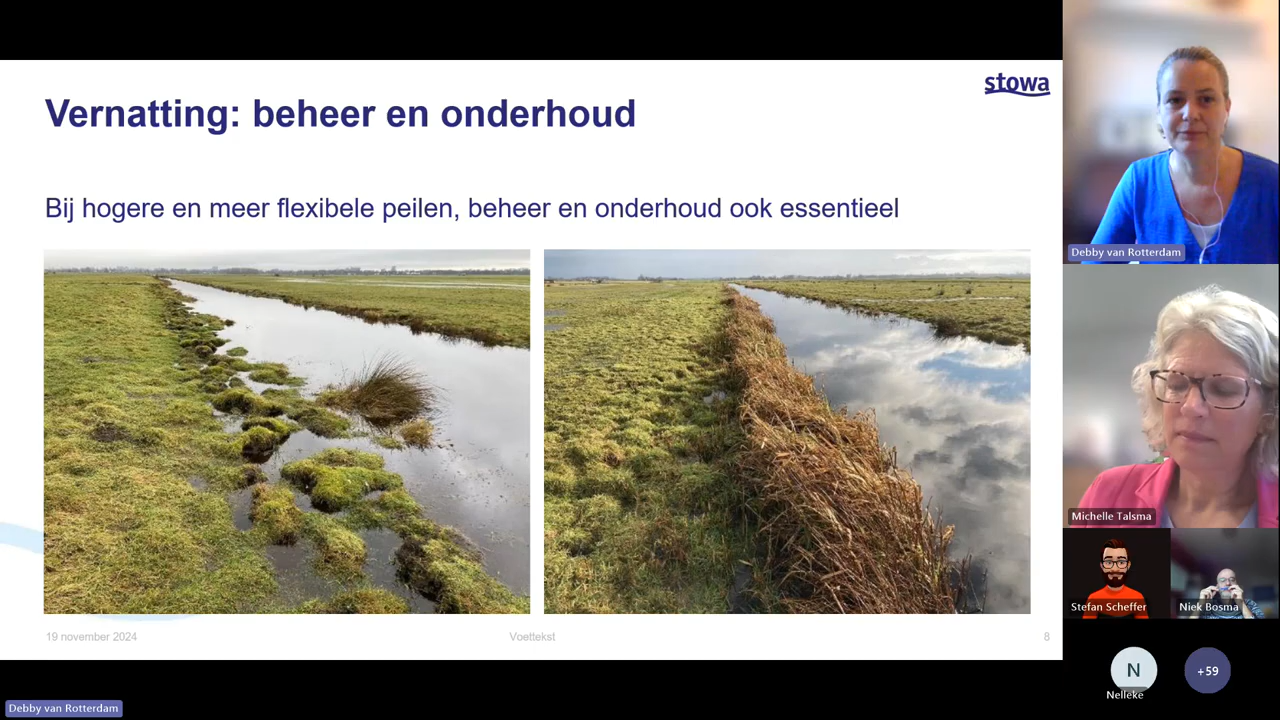 stowa
Vernatting: beheer en onderhoud
Bij hogere en meer flexibele peilen, beheer en onderhoud ook essentieel
19 november 2024
Voettekst
8
Debby van Rotterdam
Michelle Talsma
Stefan Scheffer
Niek Bosma
N
Nelleke
+59
Debby van Rotterdam